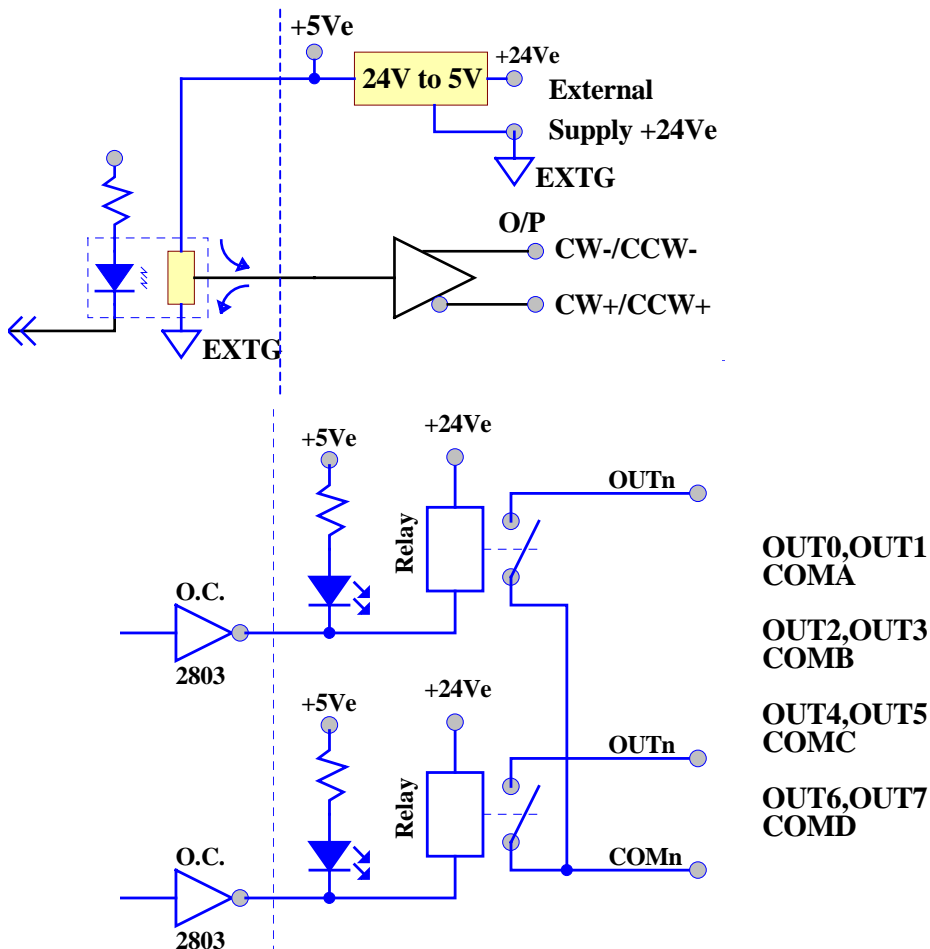 +5Ve
24V to 5V
+24Ve
External
Supply +24Ve
EXTG
O/P
CW-/CCW-
CW+/CCW+
EXTG
+5Ve
+24Ve
Relay
OUTn
O.C.
2803
+5Ve
+24Ve
Relay
OUTn
COMn
O.C.
2803
OUT0,OUT1
COMA
OUT2,OUT3
COMB
OUT4,OUT5
COMC
OUT6,OUT7
COMD